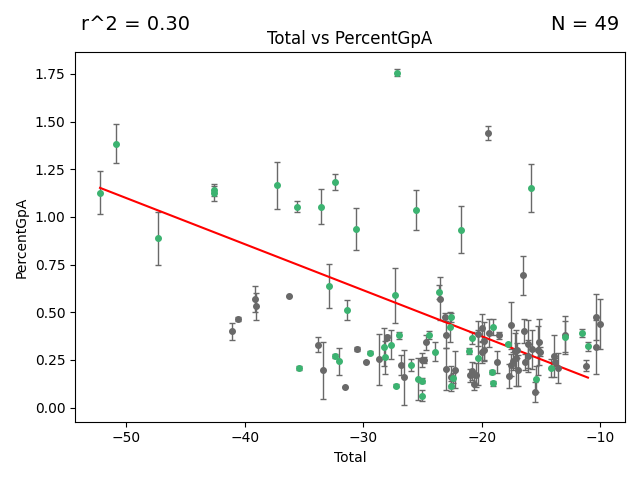 r^2 = 0.30
N = 49
Total vs PercentGpA
PercentGpA
1.75
1.50
1.25
1.00
0.75
0.50
0.25
0.00
−50
−40
−30
−20
−10
Total